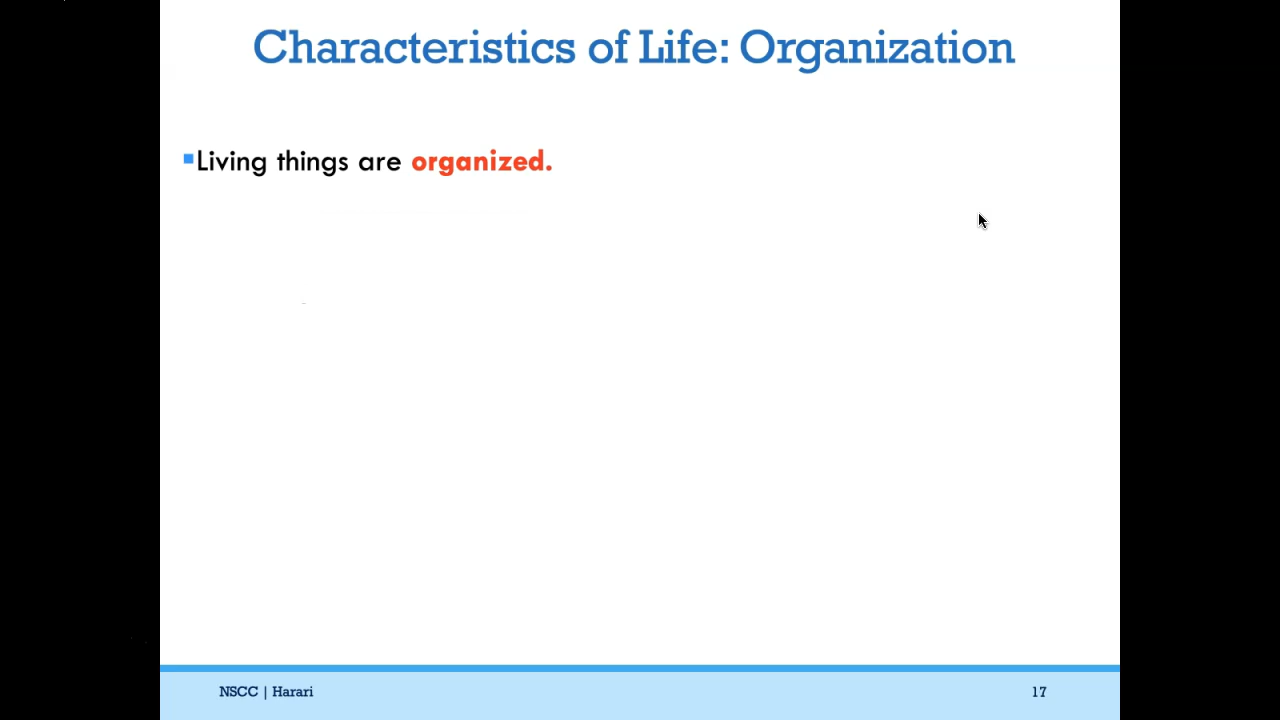 Characteristics of Life: Organization
Living things are organized.
NSCC | Harari
17